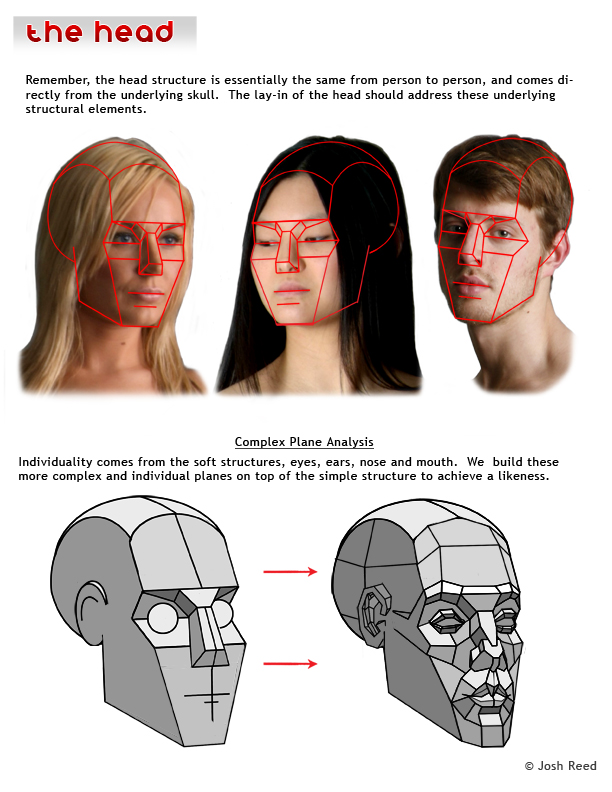 the head
Remember, the head structure is essentially the same from person to person, and comes di-
rectly from the underlying skull.  The lay-in of the head should address these underlying
structural elements.
Complex Plane Analysis
Individuality comes from the soft structures, eyes, ears, nose and mouth.  We  build these
more complex and individual planes on top of the simple structure to achieve a likeness.
© Josh Reed